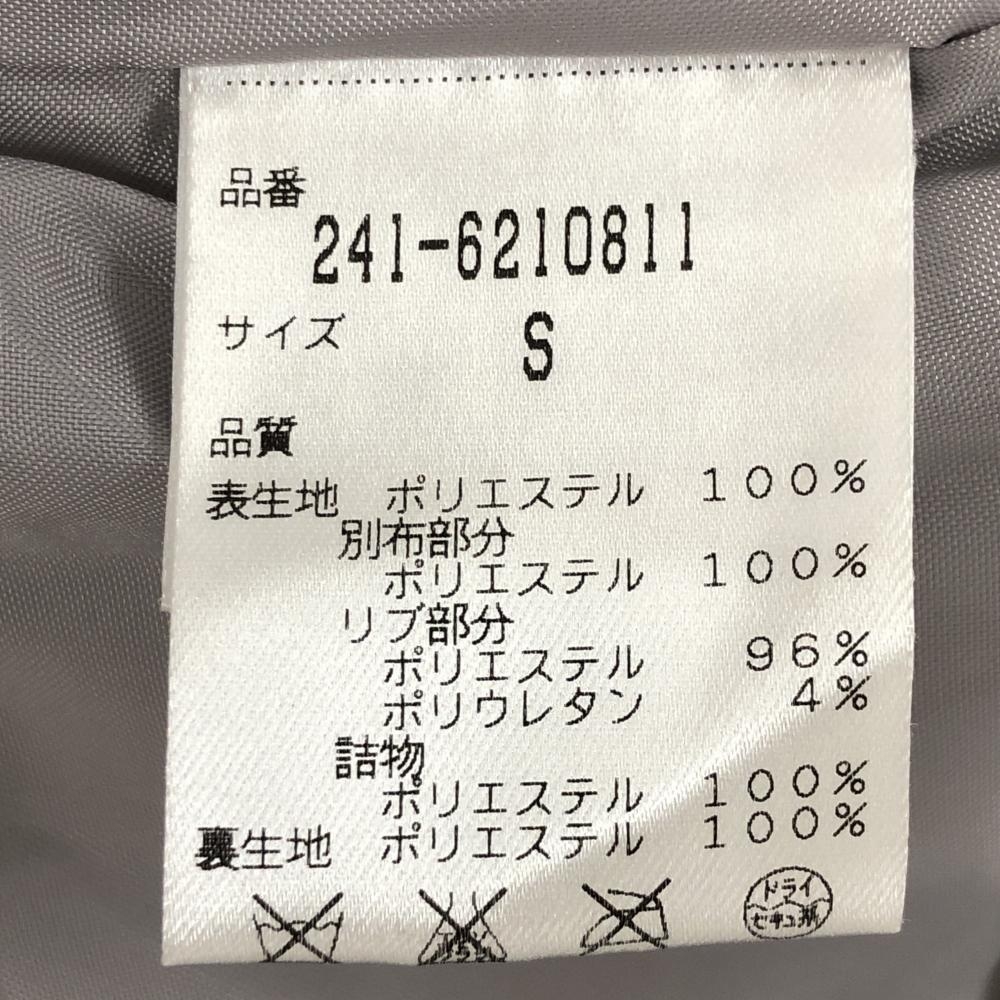 品番
241-6210811
サイズ S
品質
表生地 ポリエステル 100%
別布部分
ポリエステル 100%
リブ部分
ポリエステル 96%
ポリウレタン 4%
詰物
ポリエステル 100%
裏生地 ポリエステル 100%
ドライ
セキュ系